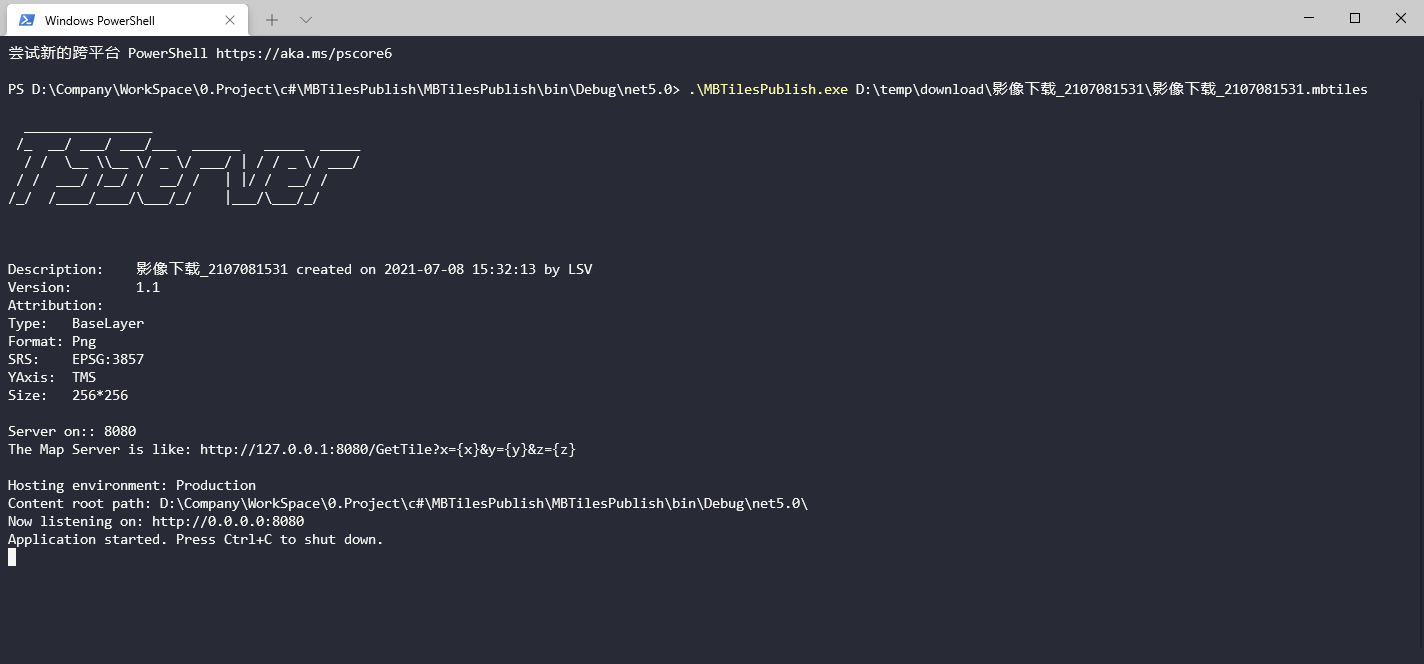 Windows PowerShell
尝试新的跨平台 PowerShell https://aka.ms/pscore6
PS D:\Company\WorkSpace\0.Project\c#\MBTilesPublish\MBTilesPublish\bin\Debug\net5.0> .\MBTilesPublish.exe D:\temp\download\影像下载_2107081531\影像下载_2107081531.mbtiles
TSServer
Description:    影像下载_2107081531 created on 2021-07-08 15:32:13 by LSV
Version:        1.1
Attribution:
Type:   BaseLayer
Format: Png
SRS:    EPSG:3857
YAxis:  TMS
Size:   256*256
Server on:: 8080
The Map Server is like: http://127.0.0.1:8080/GetTile?x={x}&y={y}&z={z}
Hosting environment: Production
Content root path: D:\Company\WorkSpace\0.Project\c#\MBTilesPublish\MBTilesPublish\bin\Debug\net5.0\
Now listening on: http://0.0.0.0:8080
Application started. Press Ctrl+C to shut down.